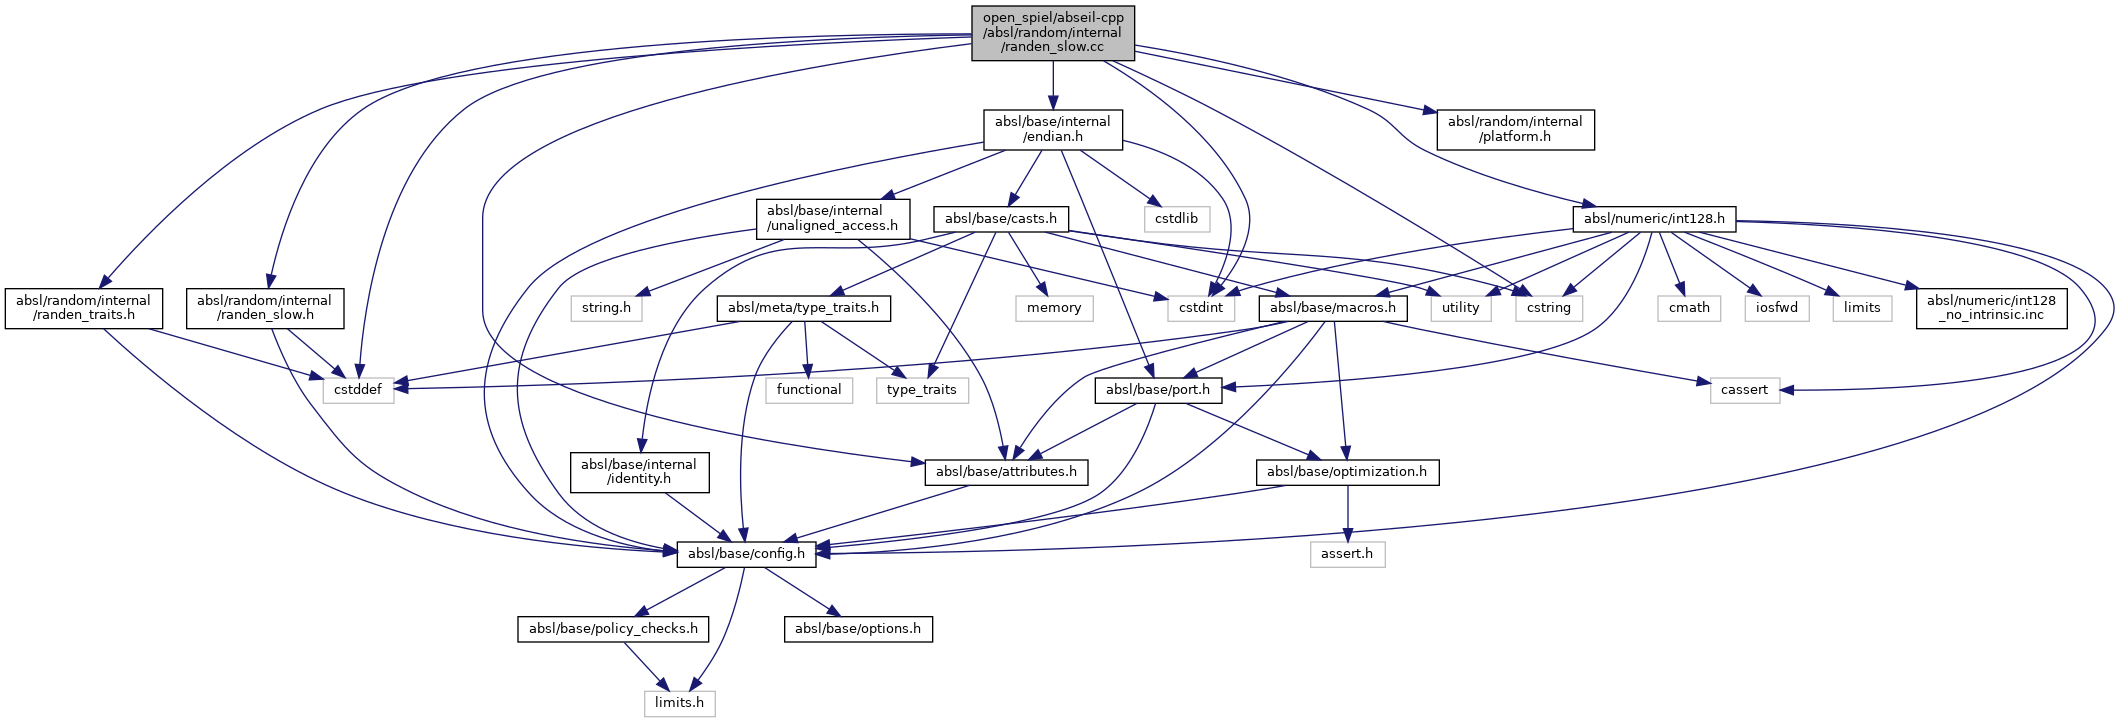 open_spiel/abseil-cpp
/absl/random/internal
/randen_slow.cc
absl/base/internal
/endian.h
absl/random/internal
/platform.h
absl/base/internal
/unaligned_access.h
absl/base/casts.h
cstdlib
absl/numeric/int128.h
absl/random/internal
/randen_traits.h
absl/random/internal
/randen_slow.h
string.h
absl/meta/type_traits.h
memory
cstdint
absl/base/macros.h
utility
cstring
cmath
iosfwd
limits
absl/numeric/int128
_no_intrinsic.inc
cstddef
functional
type_traits
absl/base/port.h
cassert
absl/base/internal
/identity.h
absl/base/attributes.h
absl/base/optimization.h
absl/base/config.h
assert.h
absl/base/policy_checks.h
absl/base/options.h
limits.h